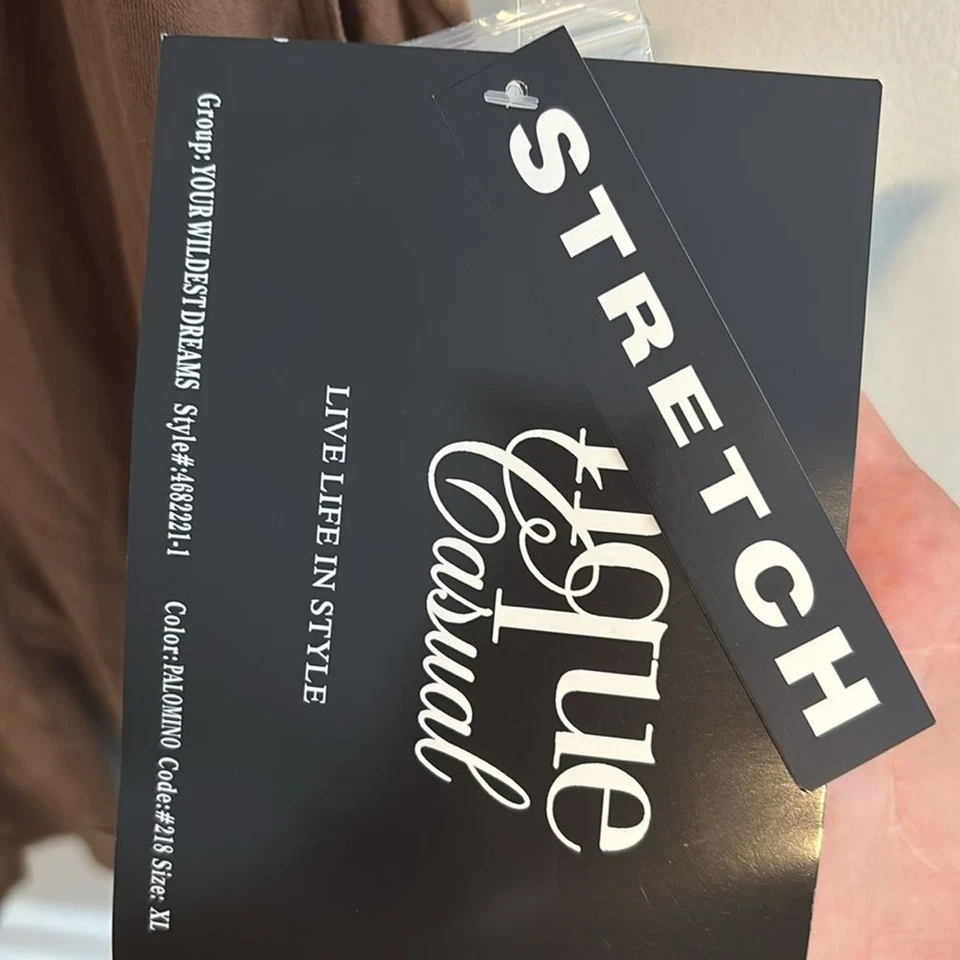 STRETCH
Casual
LIVE LIFE IN STYLE
Group: YOUR WILDEST DREAMS Style#:4682221-1 Color:PALOMINO Code:#218 Size: XL